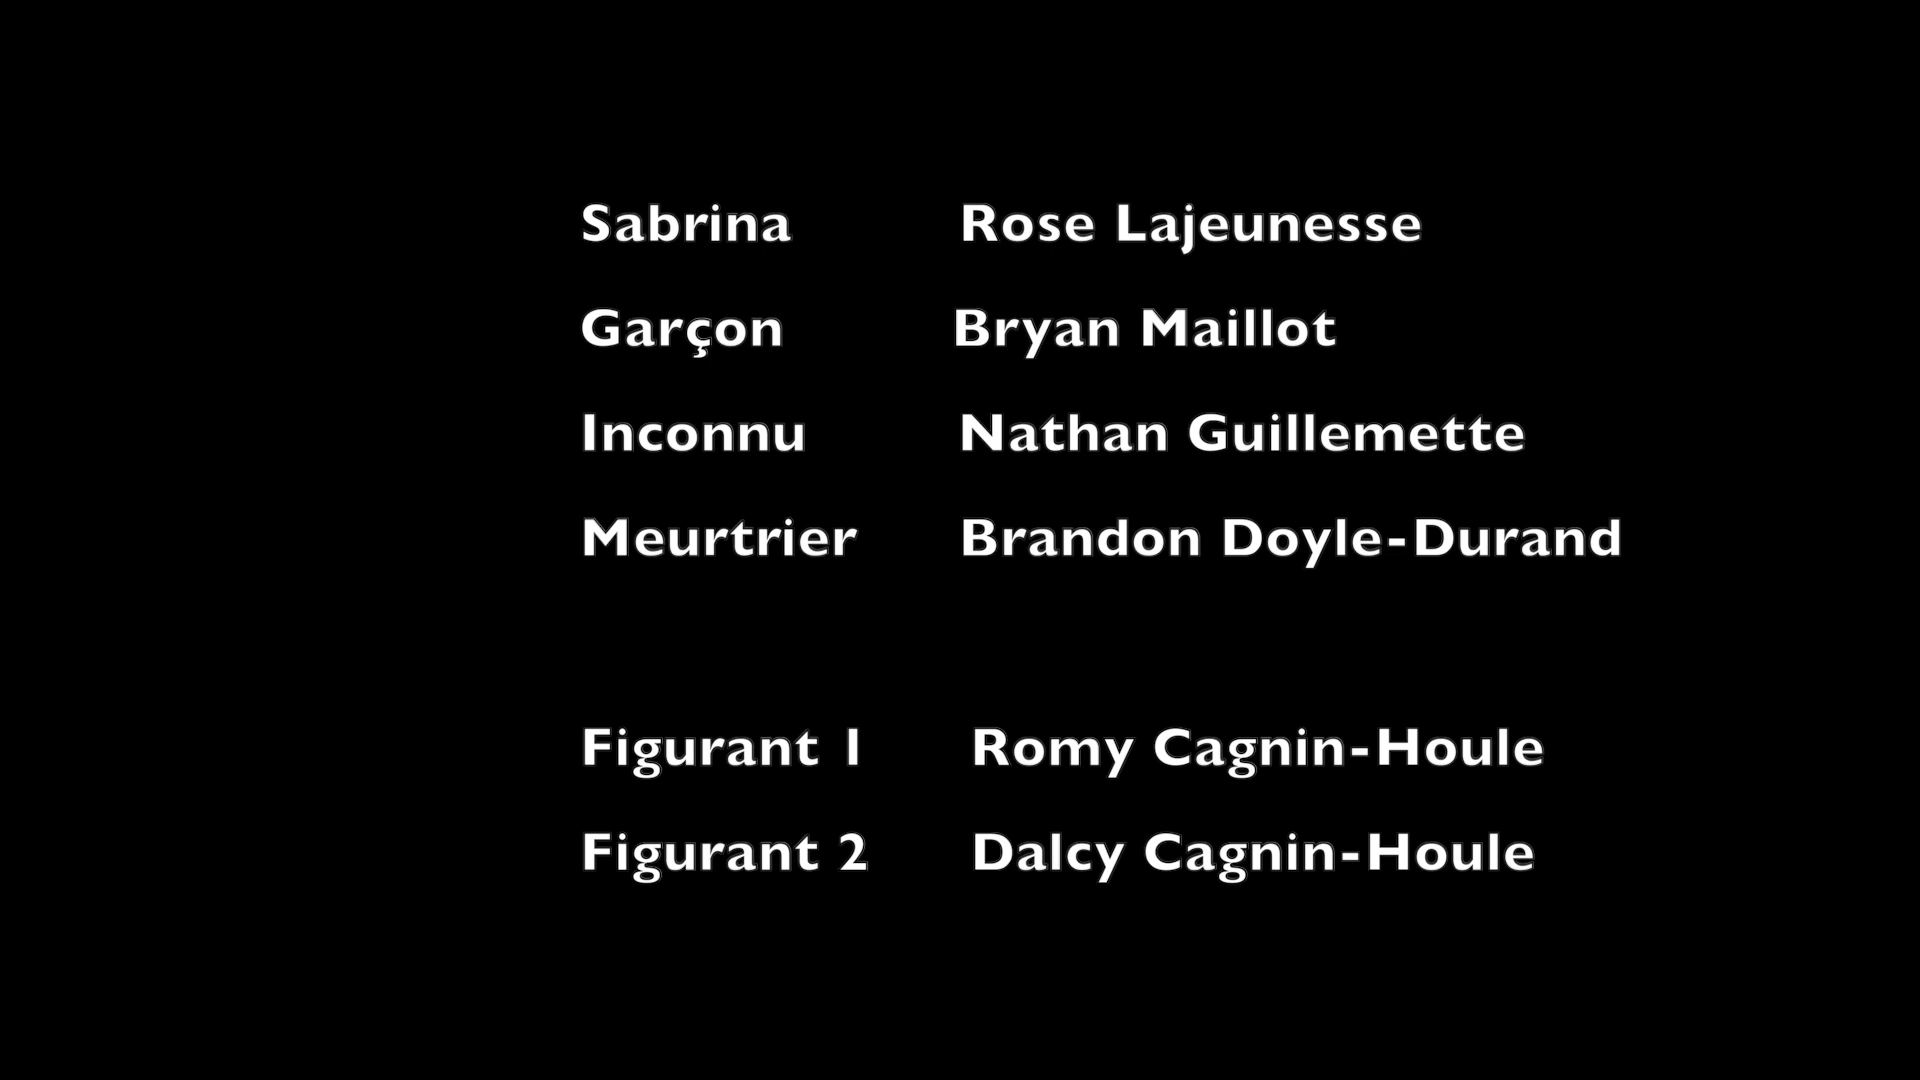 Sabrina Rose Lajeunesse
Garçon Bryan Maillot
Inconnu Nathan Guillemette
Meurtrier Brandon Doyle-Durand
Figurant 1 Romy Cagnin-Houle
Figurant 2 Dalcy Cagnin-Houle